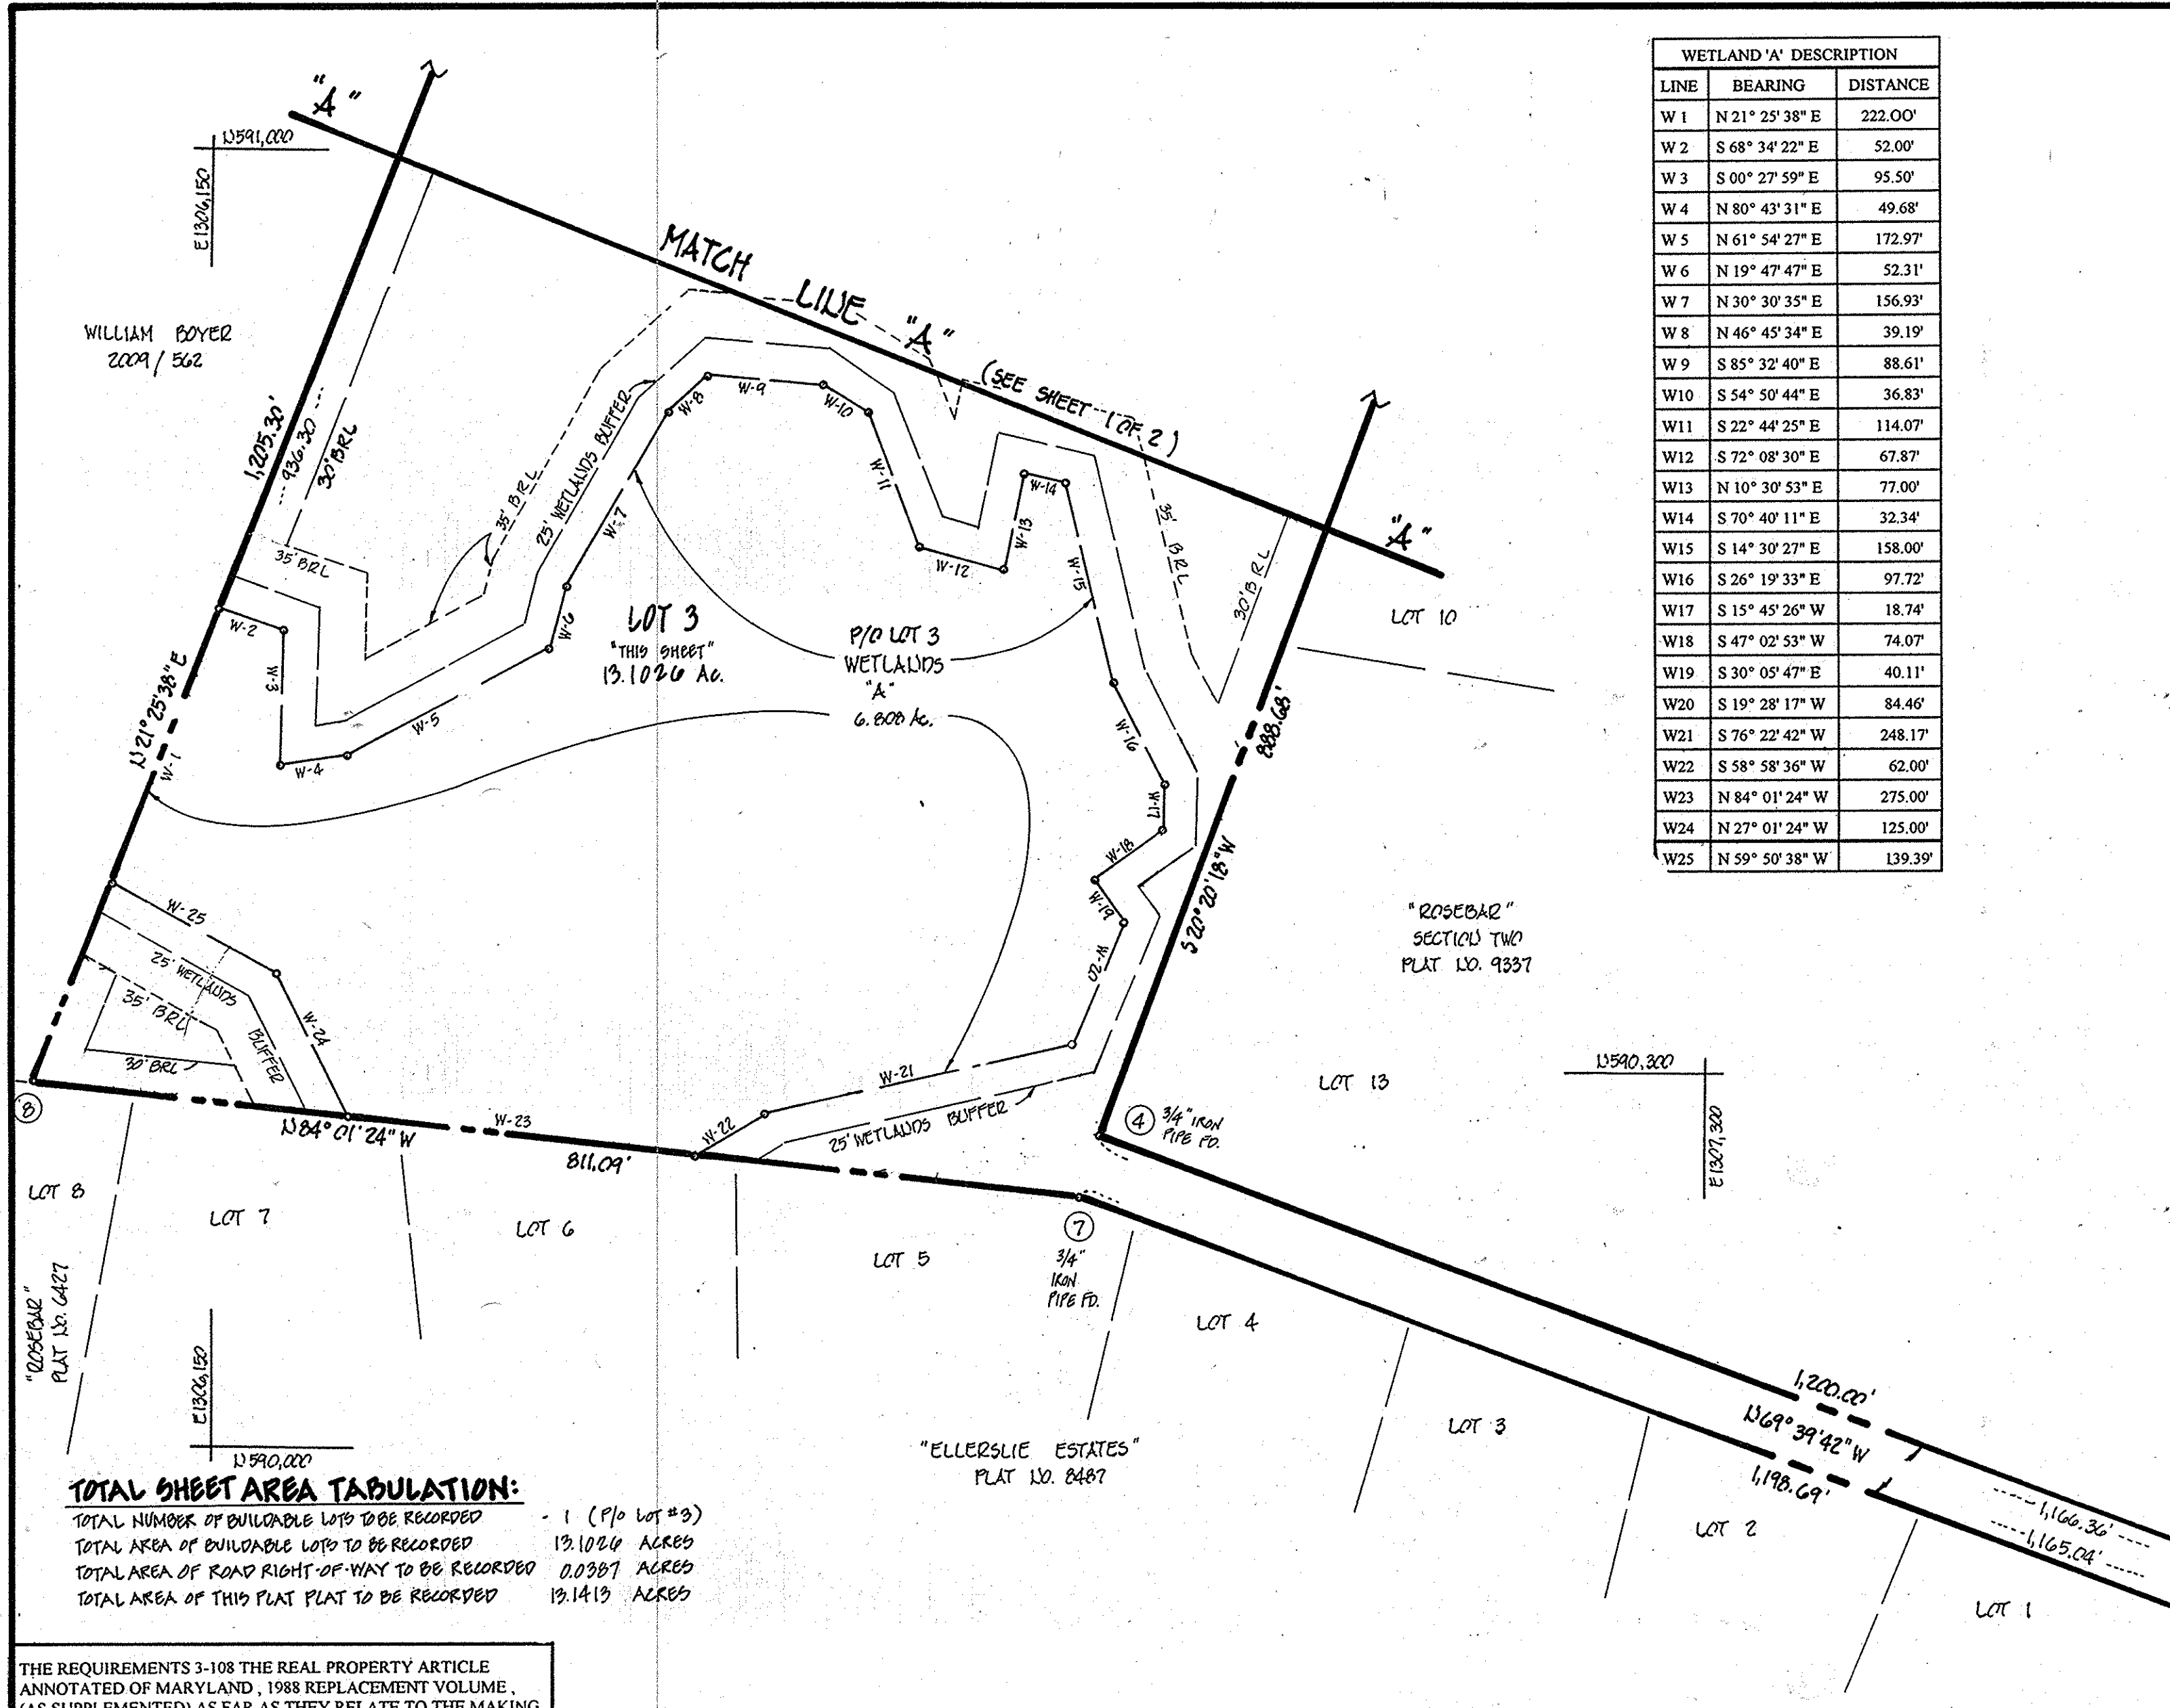 "A"
N591,000
E1306,150
WILLIAM BOYER
2009 / 562
1,205.30'
936.30
30' BRL
MATCH LINE "A" (SEE SHEET 1 OF 2)
"A"
35' BRL
35' BRL
25' WETLANDS BUFFER
W-2
W-3
W-4
W-5
W-6
W-7
W-8
W-9
W-10
W-11
W-12
W-13
W-14
W-15
W-16
W-17
W-18
W-19
W-20
W-21
W-22
W-23
W-24
W-25
W-1
N 21° 25' 38" E
LOT 3
"THIS SHEET"
13.1026 Ac.
P/O LOT 3
WETLANDS
"A"
6.808 Ac.
35' BRL
30' BRL
LOT 10
888.68'
S 20° 20' 18" W
"ROSEBAR"
SECTION TWO
PLAT NO. 9337
25' WETLANDS
BUFFER
35' BRL
30' BRL
8
N 84° 01' 24" W
811.09'
25' WETLANDS BUFFER
4
3/4" IRON
PIPE FD.
LOT 13
N590,300
E1307,300
7
3/4"
IRON
PIPE FD.
LOT 8
LOT 7
LOT 6
LOT 5
LOT 4
LOT 3
LOT 2
LOT 1
"ROSEBAR"
PLAT NO. 6427
E1306,150
N590,000
"ELLERSLIE ESTATES"
PLAT NO. 8487
1,200.00'
N 69° 39' 42" W
1,198.69'
1,166.36'
1,165.04'
WETLAND 'A' DESCRIPTION
LINE BEARING DISTANCE
W 1 N 21° 25' 38" E 222.OO'
W 2 S 68° 34' 22" E 52.00'
W 3 S 00° 27' 59" E 95.50'
W 4 N 80° 43' 31" E 49.68'
W 5 N 61° 54' 27" E 172.97'
W 6 N 19° 47' 47" E 52.31'
W 7 N 30° 30' 35" E 156.93'
W 8 N 46° 45' 34" E 39.19'
W 9 S 85° 32' 40" E 88.61'
W10 S 54° 50' 44" E 36.83'
W11 S 22° 44' 25" E 114.07'
W12 S 72° 08' 30" E 67.87'
W13 N 10° 30' 53" E 77.00'
W14 S 70° 40' 11" E 32.34'
W15 S 14° 30' 27" E 158.00'
W16 S 26° 19' 33" E 97.72'
W17 S 15° 45' 26" W 18.74'
W18 S 47° 02' 53" W 74.07'
W19 S 30° 05' 47" E 40.11'
W20 S 19° 28' 17" W 84.46'
W21 S 76° 22' 42" W 248.17'
W22 S 58° 58' 36" W 62.00'
W23 N 84° 01' 24" W 275.00'
W24 N 27° 01' 24" W 125.00'
W25 N 59° 50' 38" W 139.39'
TOTAL SHEET AREA TABULATION:
TOTAL NUMBER OF BUILDABLE LOTS TO BE RECORDED - 1 (P/O LOT #3)
TOTAL AREA OF BUILDABLE LOTS TO BE RECORDED 13.1026 ACRES
TOTAL AREA OF ROAD RIGHT-OF-WAY TO BE RECORDED 0.0387 ACRES
TOTAL AREA OF THIS PLAT PLAT TO BE RECORDED 13.1413 ACRES
THE REQUIREMENTS 3-108 THE REAL PROPERTY ARTICLE
ANNOTATED OF MARYLAND , 1988 REPLACEMENT VOLUME ,
(AS SUPPLEMENTED) AS FAR AS THEY RELATE TO THE MAKING